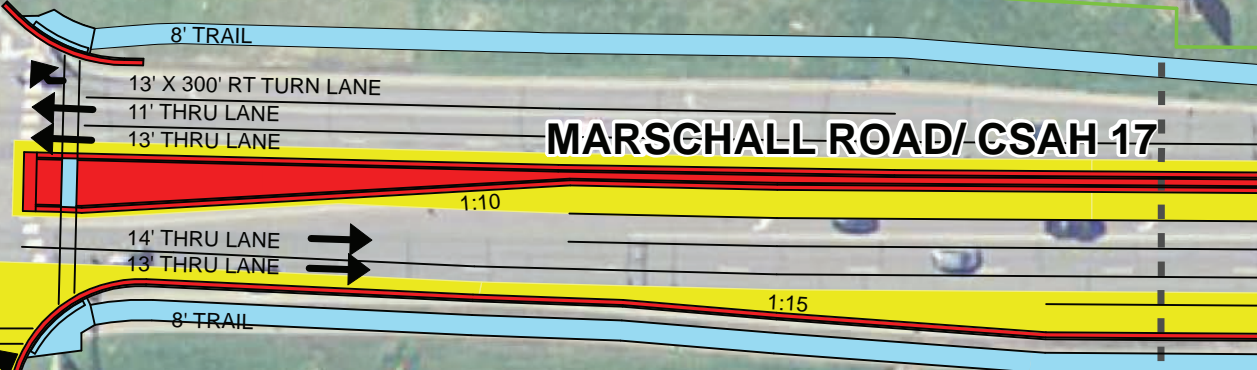 8' TRAIL
13' X 300' RT TURN LANE
11' THRU LANE
13' THRU LANE
MARSCHALL ROAD/ CSAH 17
1:10
14' THRU LANE
13' THRU LANE
1:15
8' TRAIL